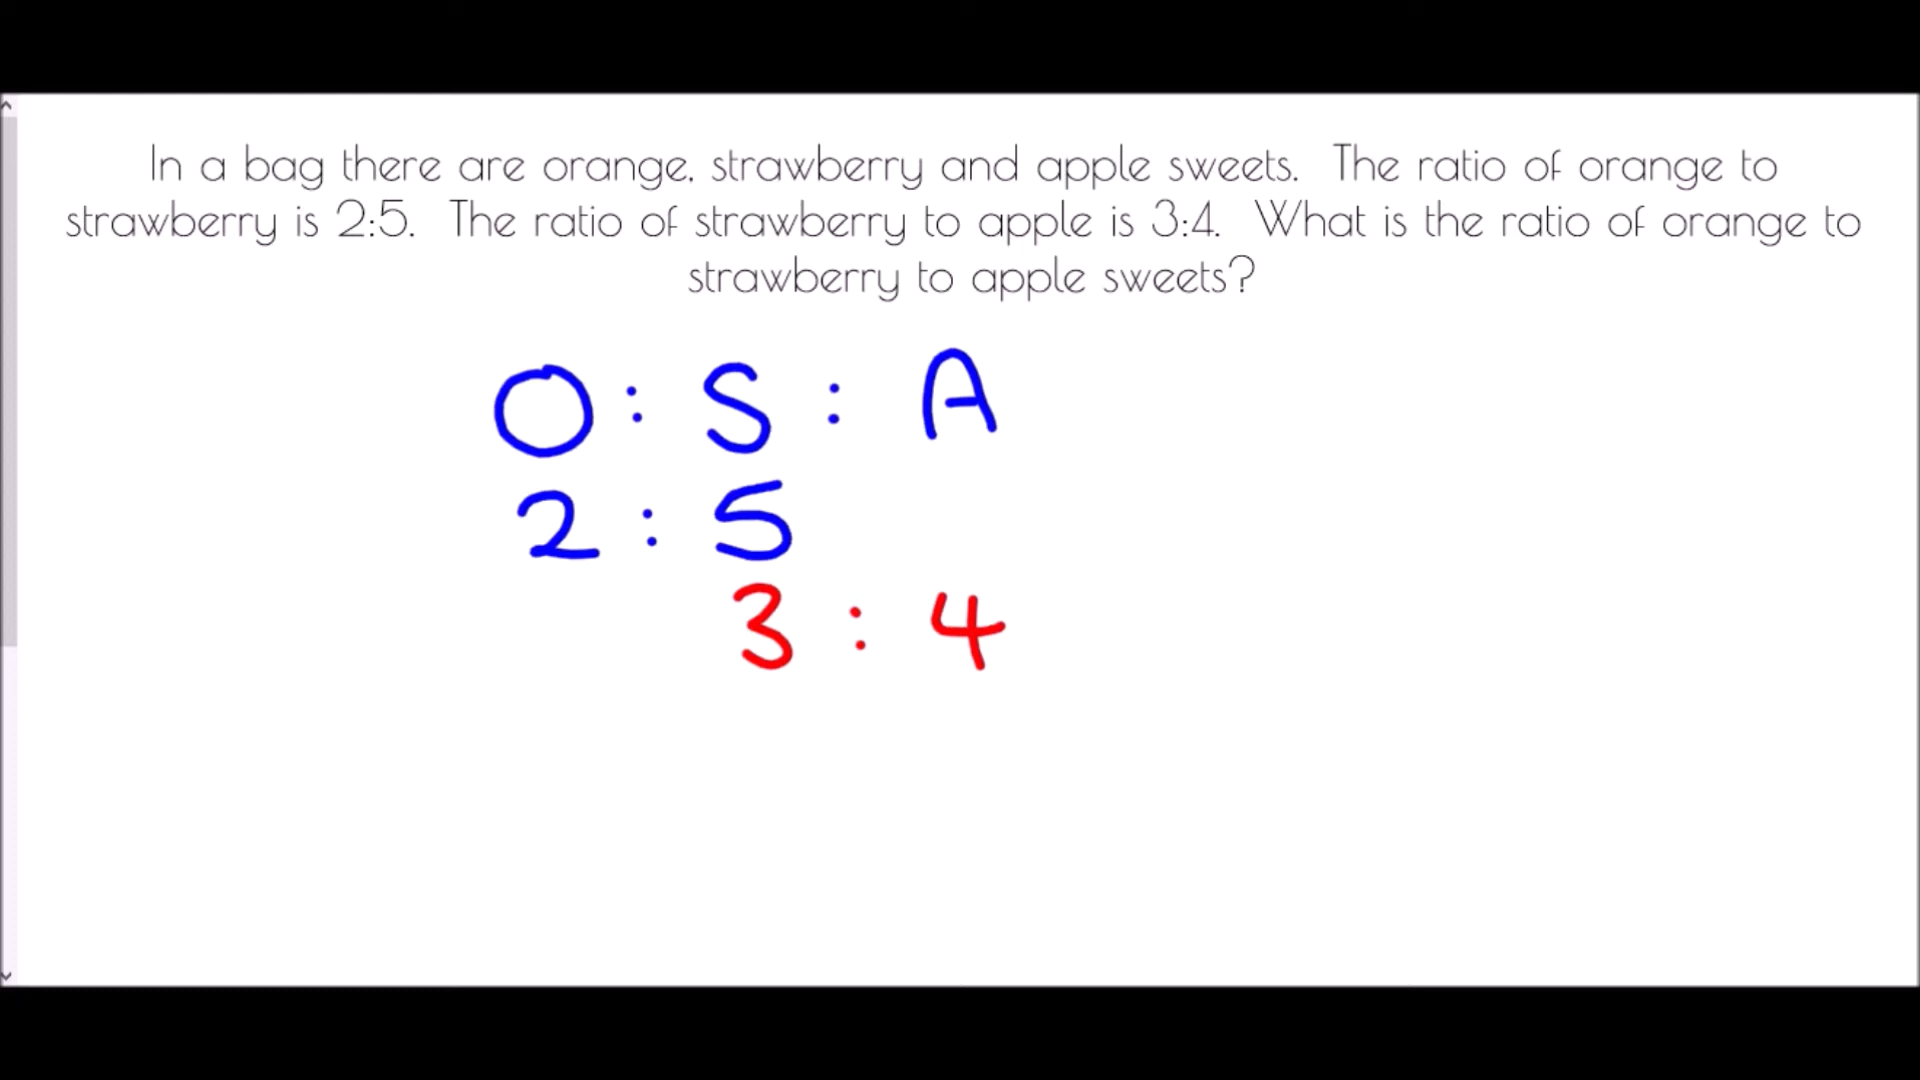 In a bag there are orange, strawberry and apple sweets. The ratio of orange to
strawberry is 2:5. The ratio of strawberry to apple is 3:4. What is the ratio of orange to
strawberry to apple sweets?
O : S : A
2 : 5
3 : 4